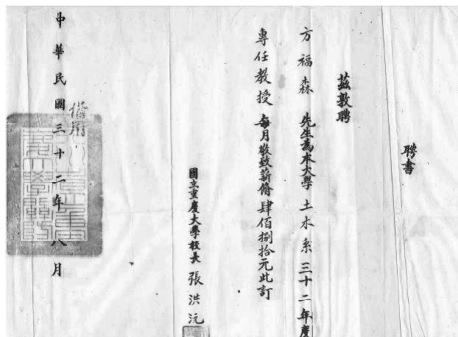 聘書
茲敦聘
方福森 先生為本大學 土木系三十二年度
專任教授 每月敬致薪脩肆佰捌拾元此訂
國立重慶大學校長 張洪沅
中華民國三十二年八月